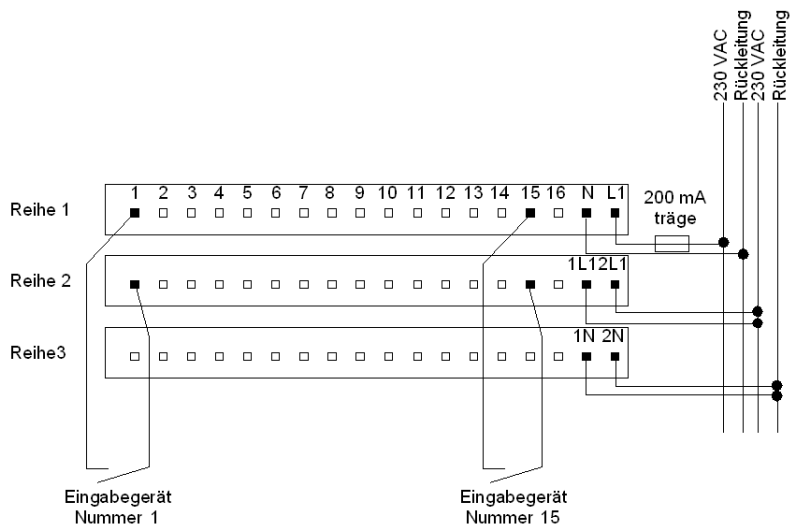 230 VAC
Rückleitung
230 VAC
Rückleitung
1 2 3 4 5 6 7 8 9 10 11 12 13 14 15 16 N L1
Reihe 1
200 mA
träge
1L1 2L1
Reihe 2
1N 2N
Reihe3
Eingabegerät
Nummer 1
Eingabegerät
Nummer 15